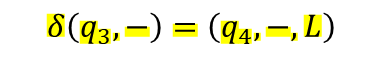 δ(q₃, −) = (q₄, −, L)